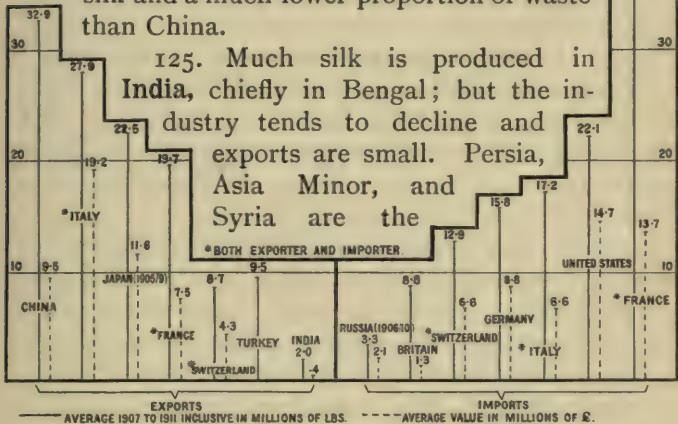 silk and a much lower proportion of waste
than China.
125. Much silk is produced in
India, chiefly in Bengal; but the in-
dustry tends to decline and
exports are small. Persia,
Asia Minor, and
Syria are the
*BOTH EXPORTER AND IMPORTER.
32·9
30
27·9
22·5
20
19·7
19·2
*ITALY
11·6
10
9·5
CHINA
JAPAN (1905/9)
7·5
*FRANCE
8·7
4·3
*SWITZERLAND
9·5
TURKEY
INDIA
2·0
·4
RUSSIA (1906-10)
3·3
2·1
8·8
BRITAIN
1·3
12·9
*SWITZERLAND
15·8
8·8
GERMANY
17·2
6·6
*ITALY
22·1
14·7
UNITED STATES
13·7
*FRANCE
30
20
10
EXPORTS
IMPORTS
AVERAGE 1907 TO 1911 INCLUSIVE IN MILLIONS OF LBS.
AVERAGE VALUE IN MILLIONS OF £.